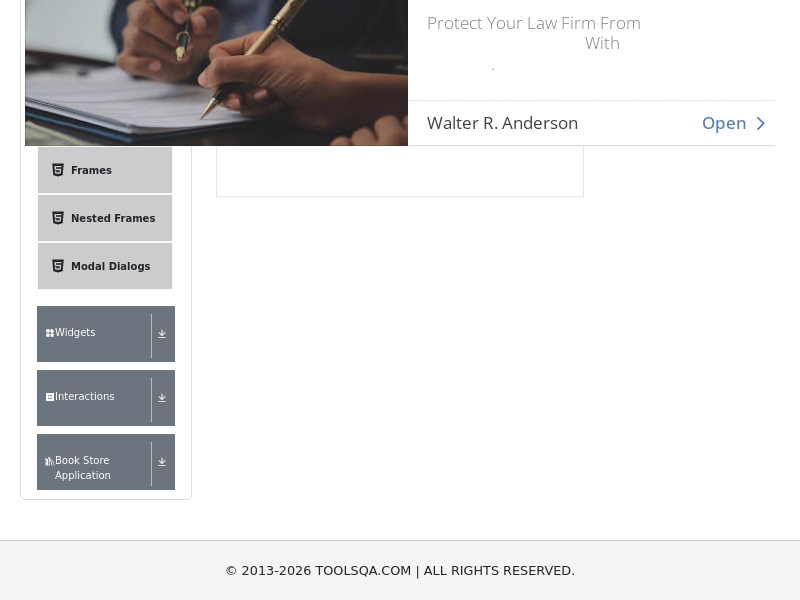 Protect Your Law Firm From
With
Walter R. Anderson
Open
Frames
Nested Frames
Modal Dialogs
Widgets
Interactions
Book Store
Application
© 2013-2026 TOOLSQA.COM | ALL RIGHTS RESERVED.